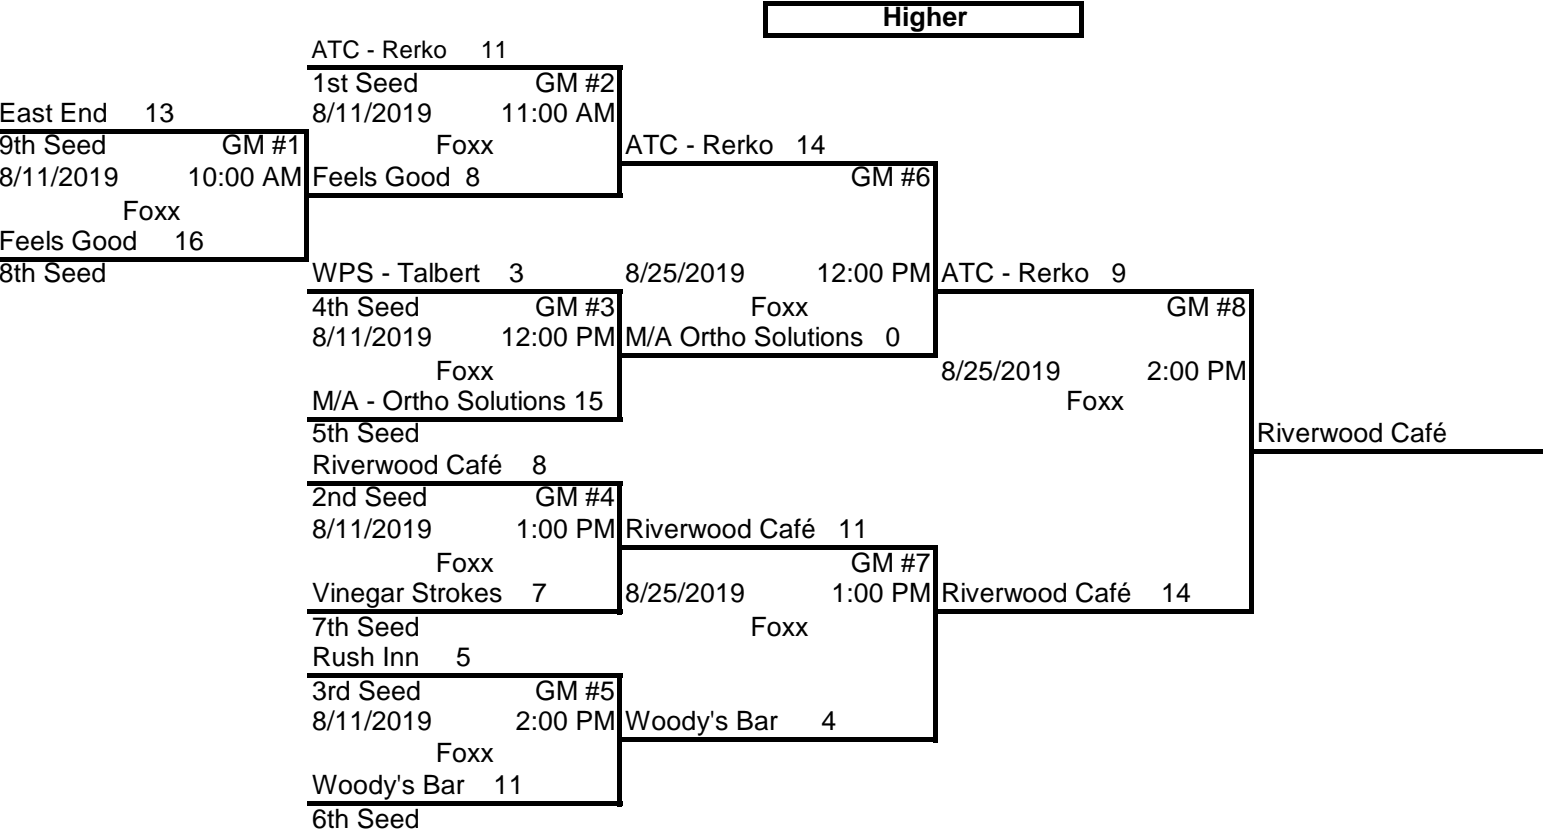 Higher
ATC - Rerko 11
1st Seed GM #2
East End 13 8/11/2019 11:00 AM
9th Seed GM #1 Foxx ATC - Rerko 14
8/11/2019 10:00 AM Feels Good 8 GM #6
Foxx
Feels Good 16
8th Seed WPS - Talbert 3 8/25/2019 12:00 PM ATC - Rerko 9
4th Seed GM #3 Foxx GM #8
8/11/2019 12:00 PM M/A Ortho Solutions 0
Foxx 8/25/2019 2:00 PM
M/A - Ortho Solutions 15 Foxx
5th Seed Riverwood Café
Riverwood Café 8
2nd Seed GM #4
8/11/2019 1:00 PM Riverwood Café 11
Foxx GM #7
Vinegar Strokes 7 8/25/2019 1:00 PM Riverwood Café 14
7th Seed Foxx
Rush Inn 5
3rd Seed GM #5
8/11/2019 2:00 PM Woody's Bar 4
Foxx
Woody's Bar 11
6th Seed